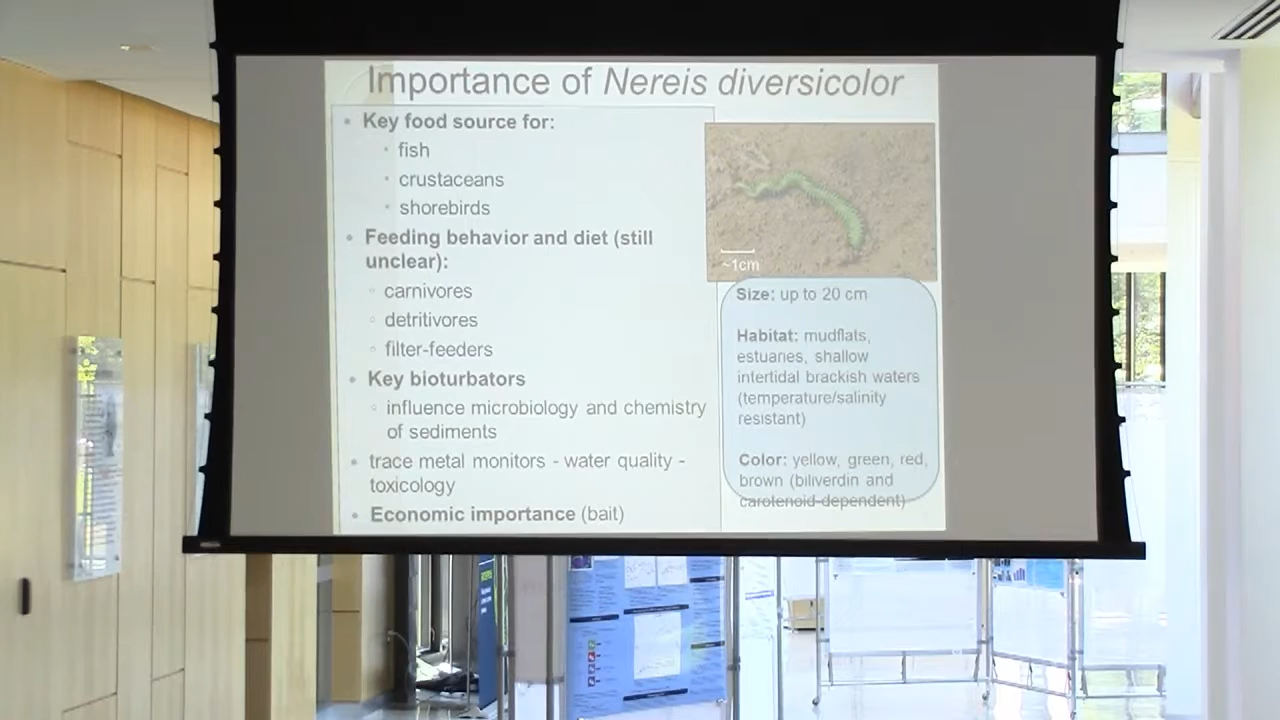 Importance of Nereis diversicolor
• Key food source for:
• fish
• crustaceans
• shorebirds
• Feeding behavior and diet (still
unclear):
◦ carnivores
◦ detritivores
◦ filter-feeders
• Key bioturbators
◦ influence microbiology and chemistry
of sediments
• trace metal monitors - water quality -
toxicology
• Economic importance (bait)
~1cm
Size: up to 20 cm
Habitat: mudflats,
estuaries, shallow
intertidal brackish waters
(temperature/salinity
resistant)
Color: yellow, green, red,
brown (biliverdin and
carotenoid-dependent)